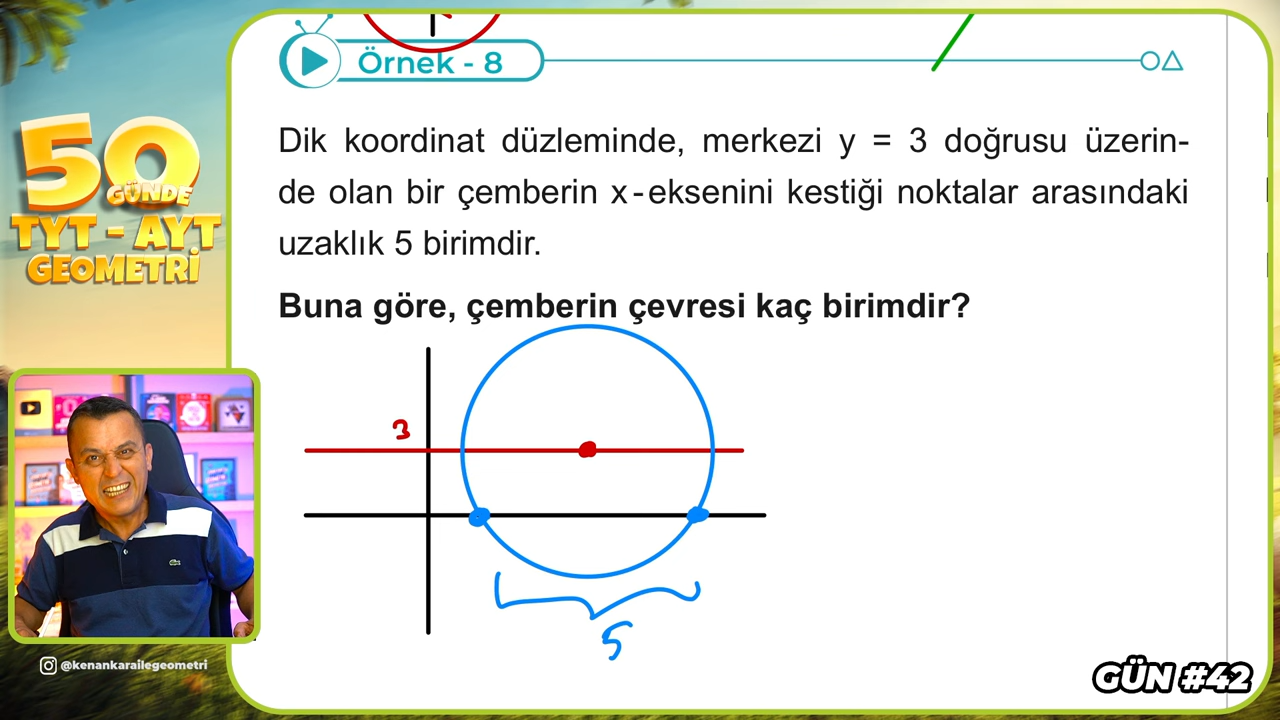 Örnek - 8
50
GÜNDE
TYT - AYT
GEOMETRİ
Dik koordinat düzleminde, merkezi y = 3 doğrusu üzerin-
de olan bir çemberin x-eksenini kestiği noktalar arasındaki
uzaklık 5 birimdir.
Buna göre, çemberin çevresi kaç birimdir?
3
5
@kenankarailegeometri
GÜN #42